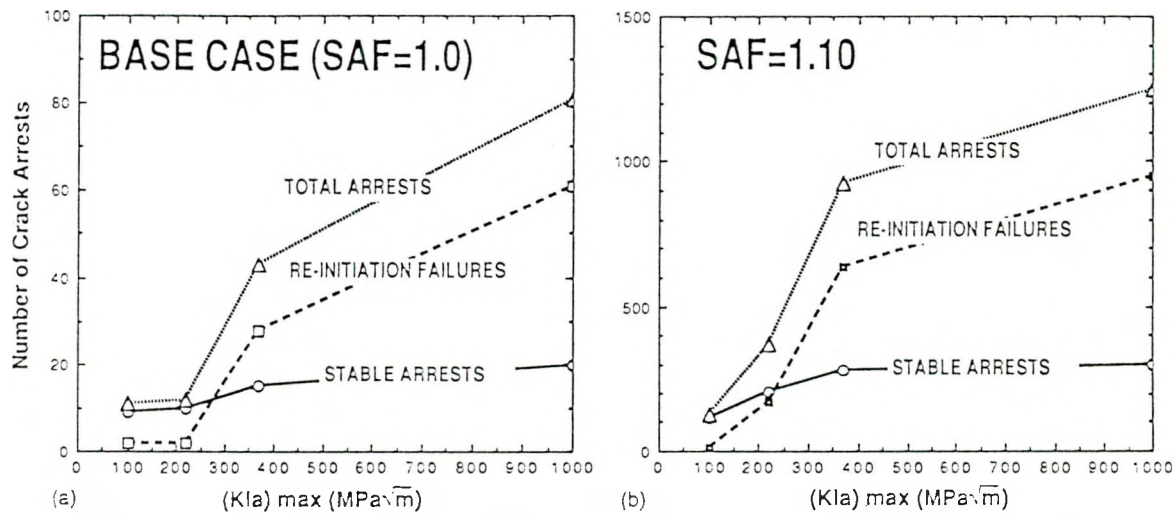 BASE CASE (SAF=1.0)
Number of Crack Arrests
100
80
60
40
20
0
TOTAL ARRESTS
RE-INITIATION FAILURES
STABLE ARRESTS
0 100 200 300 400 500 600 700 800 900 1000
(a) (KIa) max (MPa√m)
SAF=1.10
1500
1000
500
0
TOTAL ARRESTS
RE-INITIATION FAILURES
STABLE ARRESTS
0 100 200 300 400 500 600 700 800 900 1000
(b) (KIa) max (MPa√m)